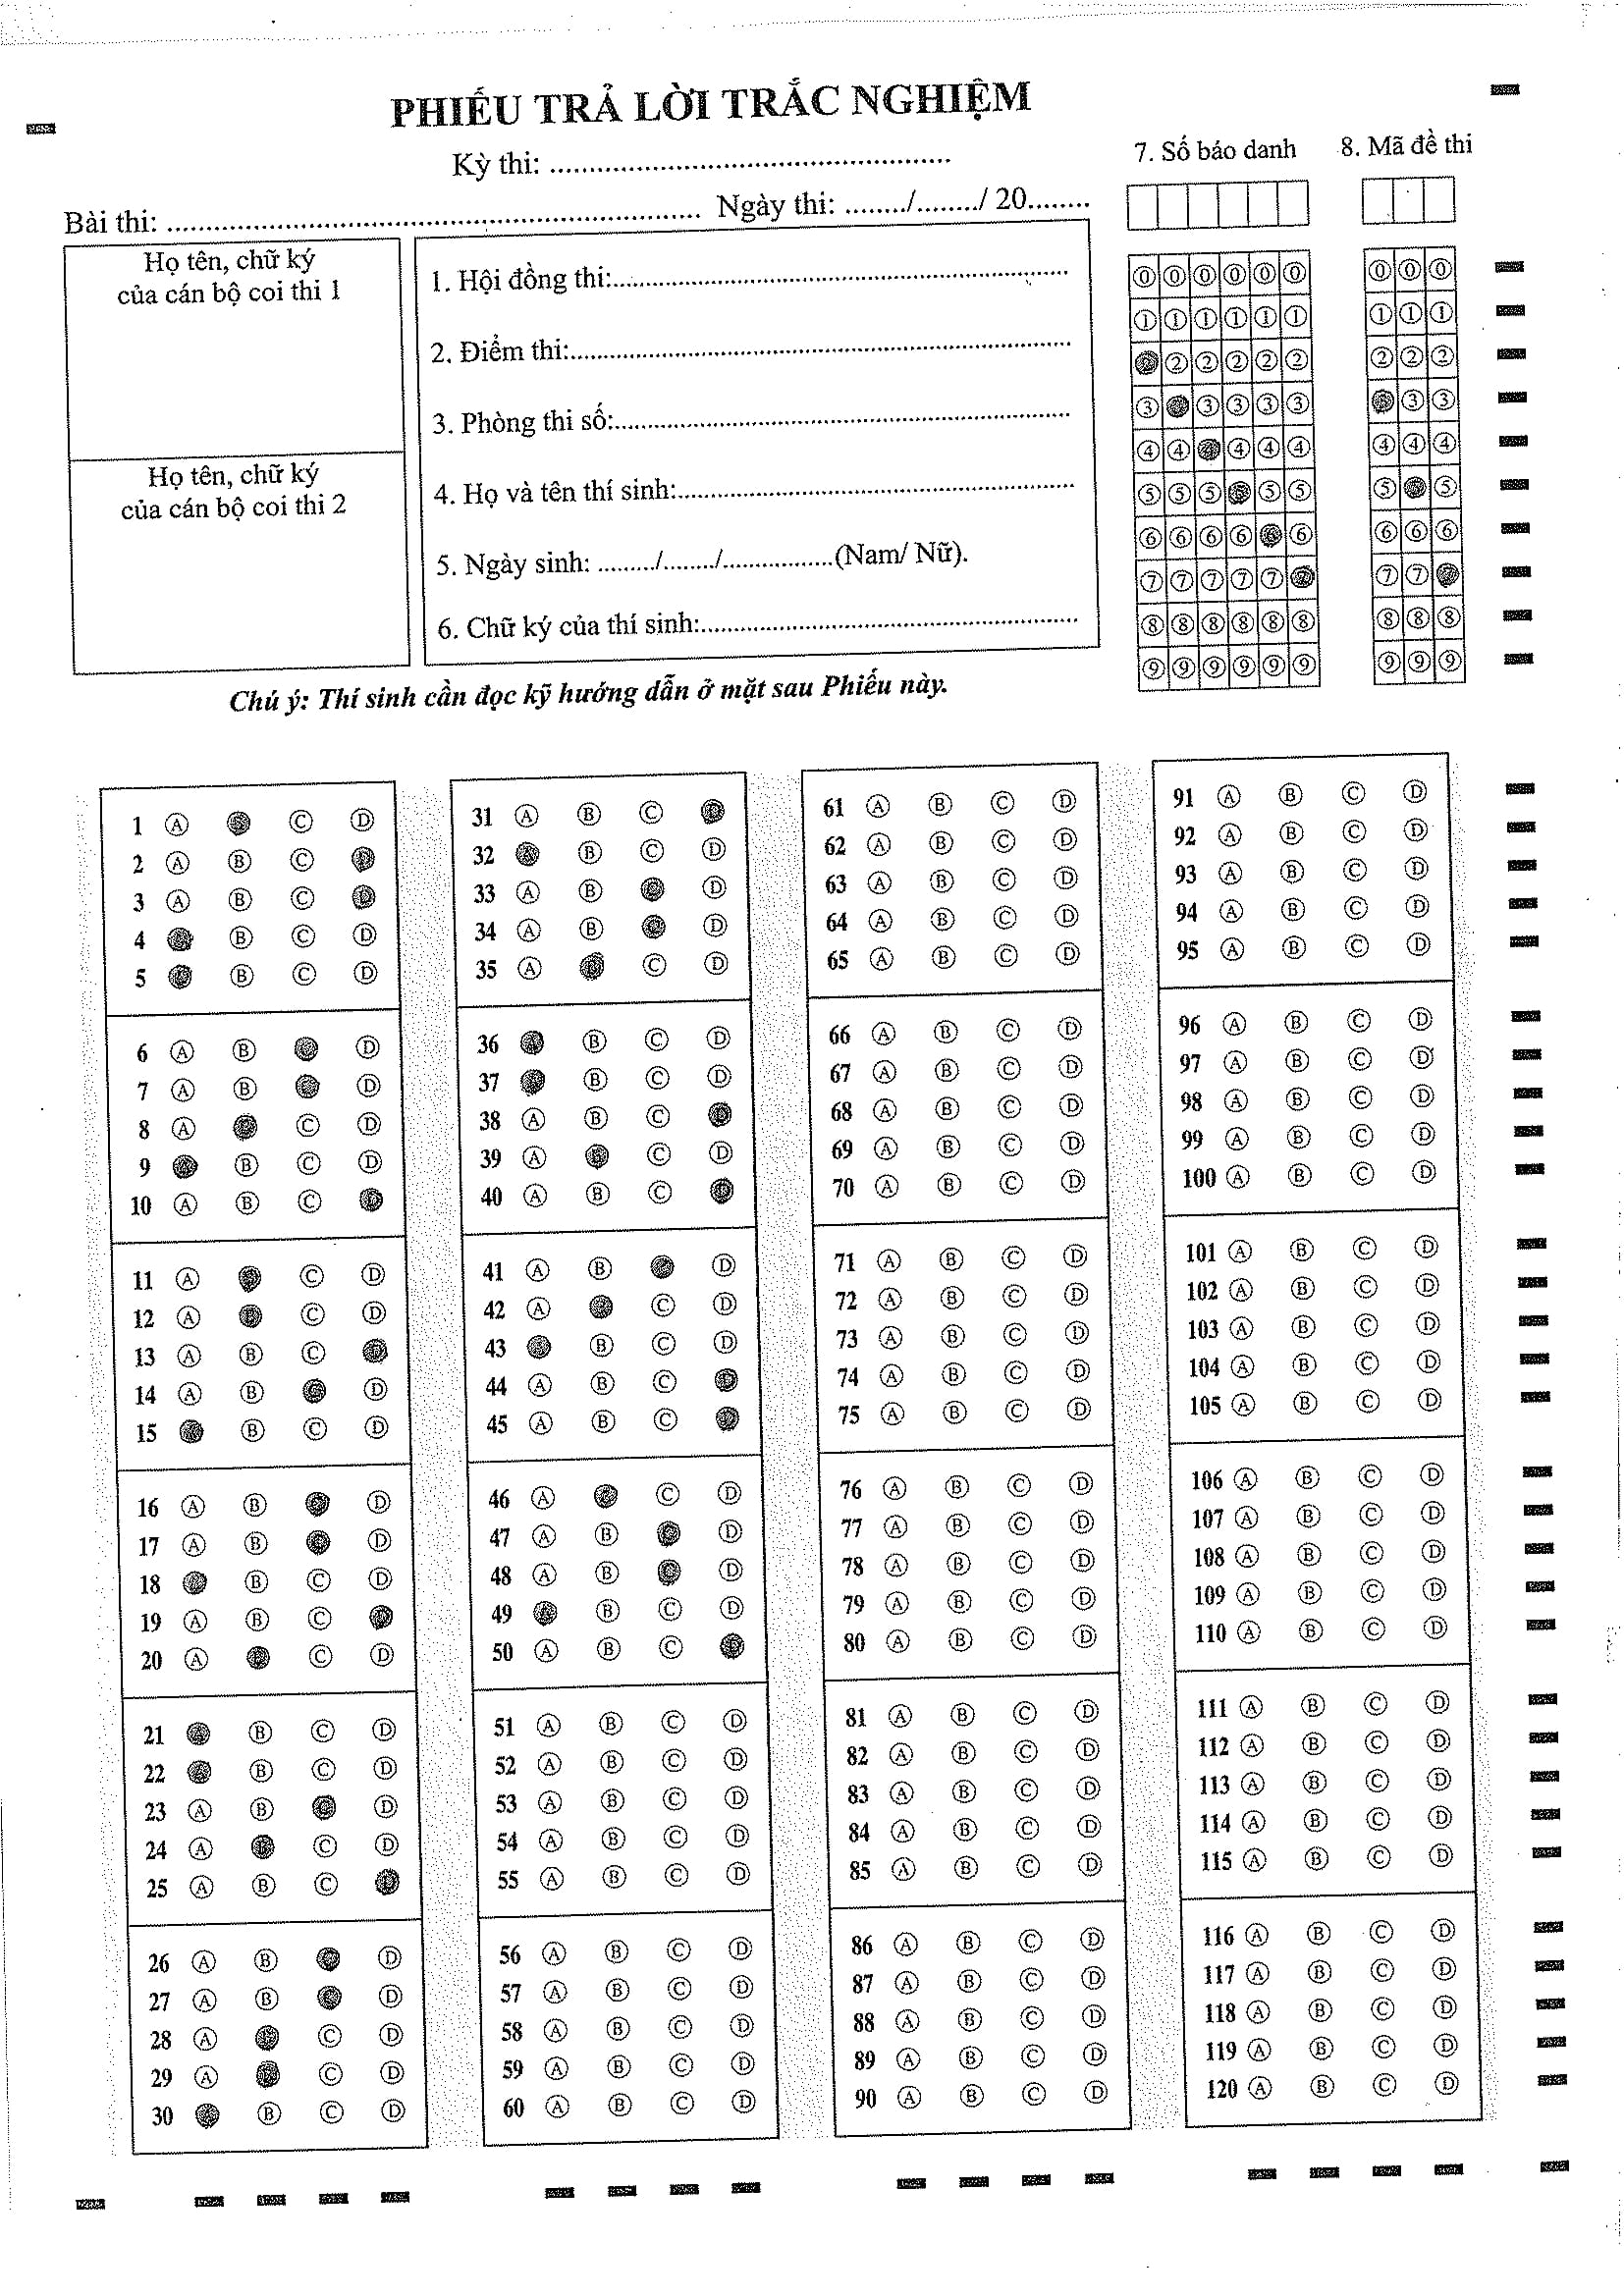 PHIẾU TRẢ LỜI TRẮC NGHIỆM
Kỳ thi: ..................................................
Bài thi: .................................................................. Ngày thi: ......../......../ 20........
7. Số báo danh
8. Mã đề thi
Họ tên, chữ ký
của cán bộ coi thi 1
Họ tên, chữ ký
của cán bộ coi thi 2
1. Hội đồng thi:..........................................................
2. Điểm thi:..........................................................
3. Phòng thi số:..........................................................
4. Họ và tên thí sinh:..................................................
5. Ngày sinh: ......../......../.................(Nam/ Nữ).
6. Chữ ký của thí sinh:..................................................
0 0 0 0 0 0
1 1 1 1 1 1
2 2 2 2 2
3 3 3 3 3
4 4 4 4 4
5 5 5 5 5
6 6 6 6 6
7 7 7 7 7
8 8 8 8 8 8
9 9 9 9 9 9
0 0 0
1 1 1
2 2 2
3 3
4 4 4
5 5
6 6 6
7 7
8 8 8
9 9 9
Chú ý: Thí sinh cần đọc kỹ hướng dẫn ở mặt sau Phiếu này.
1 A C D
2 A B C
3 A B C
4 B C D
5 B C D
6 A B D
7 A B D
8 A C D
9 B C D
10 A B C
11 A C D
12 A C D
13 A B C
14 A B D
15 B C D
16 A B D
17 A B D
18 B C D
19 A B C
20 A C D
21 B C D
22 B C D
23 A B D
24 A C D
25 A B C
26 A B D
27 A B D
28 A C D
29 A C D
30 B C D
31 A B C
32 B C D
33 A B D
34 A B D
35 A C D
36 B C D
37 B C D
38 A B C
39 A C D
40 A B C
41 A B D
42 A C D
43 B C D
44 A B C
45 A B C
46 A C D
47 A B D
48 A B D
49 B C D
50 A B C
51 A B C D
52 A B C D
53 A B C D
54 A B C D
55 A B C D
56 A B C D
57 A B C D
58 A B C D
59 A B C D
60 A B C D
61 A B C D
62 A B C D
63 A B C D
64 A B C D
65 A B C D
66 A B C D
67 A B C D
68 A B C D
69 A B C D
70 A B C D
71 A B C D
72 A B C D
73 A B C D
74 A B C D
75 A B C D
76 A B C D
77 A B C D
78 A B C D
79 A B C D
80 A B C D
81 A B C D
82 A B C D
83 A B C D
84 A B C D
85 A B C D
86 A B C D
87 A B C D
88 A B C D
89 A B C D
90 A B C D
91 A B C D
92 A B C D
93 A B C D
94 A B C D
95 A B C D
96 A B C D
97 A B C D
98 A B C D
99 A B C D
100 A B C D
101 A B C D
102 A B C D
103 A B C D
104 A B C D
105 A B C D
106 A B C D
107 A B C D
108 A B C D
109 A B C D
110 A B C D
111 A B C D
112 A B C D
113 A B C D
114 A B C D
115 A B C D
116 A B C D
117 A B C D
118 A B C D
119 A B C D
120 A B C D